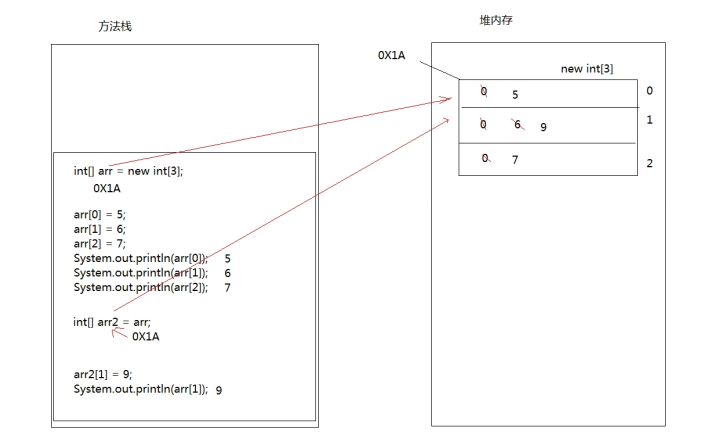 方法栈
堆内存
0X1A
new int[3]
0 5 0
0 6 9 1
0 7 2
int[] arr = new int[3];
0X1A
arr[0] = 5;
arr[1] = 6;
arr[2] = 7;
System.out.println(arr[0]); 5
System.out.println(arr[1]); 6
System.out.println(arr[2]); 7
int[] arr2 = arr;
0X1A
arr2[1] = 9;
System.out.println(arr[1]); 9